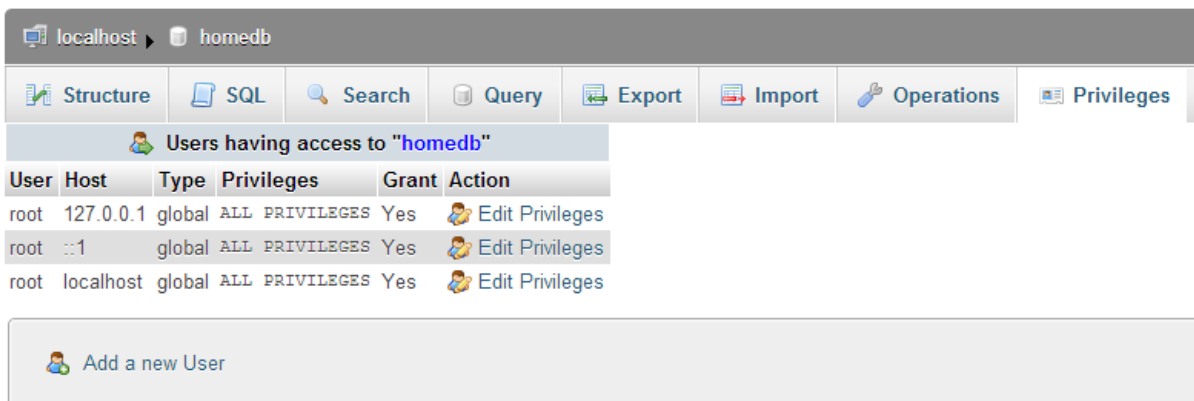 localhost homedb
Structure SQL Search Query Export Import Operations Privileges
Users having access to "homedb"
User Host Type Privileges Grant Action
root 127.0.0.1 global ALL PRIVILEGES Yes Edit Privileges
root ::1 global ALL PRIVILEGES Yes Edit Privileges
root localhost global ALL PRIVILEGES Yes Edit Privileges
Add a new User